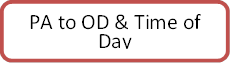 PA to OD & Time of
Day